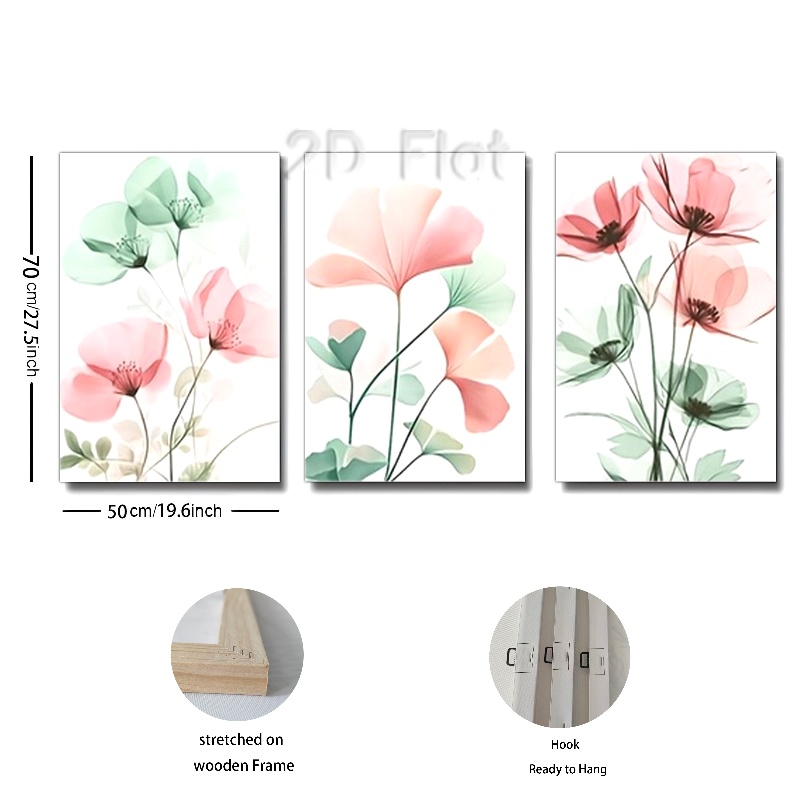 2D Flat
70 cm/27.5inch
50 cm/19.6inch
stretched on
wooden Frame
Hook
Ready to Hang